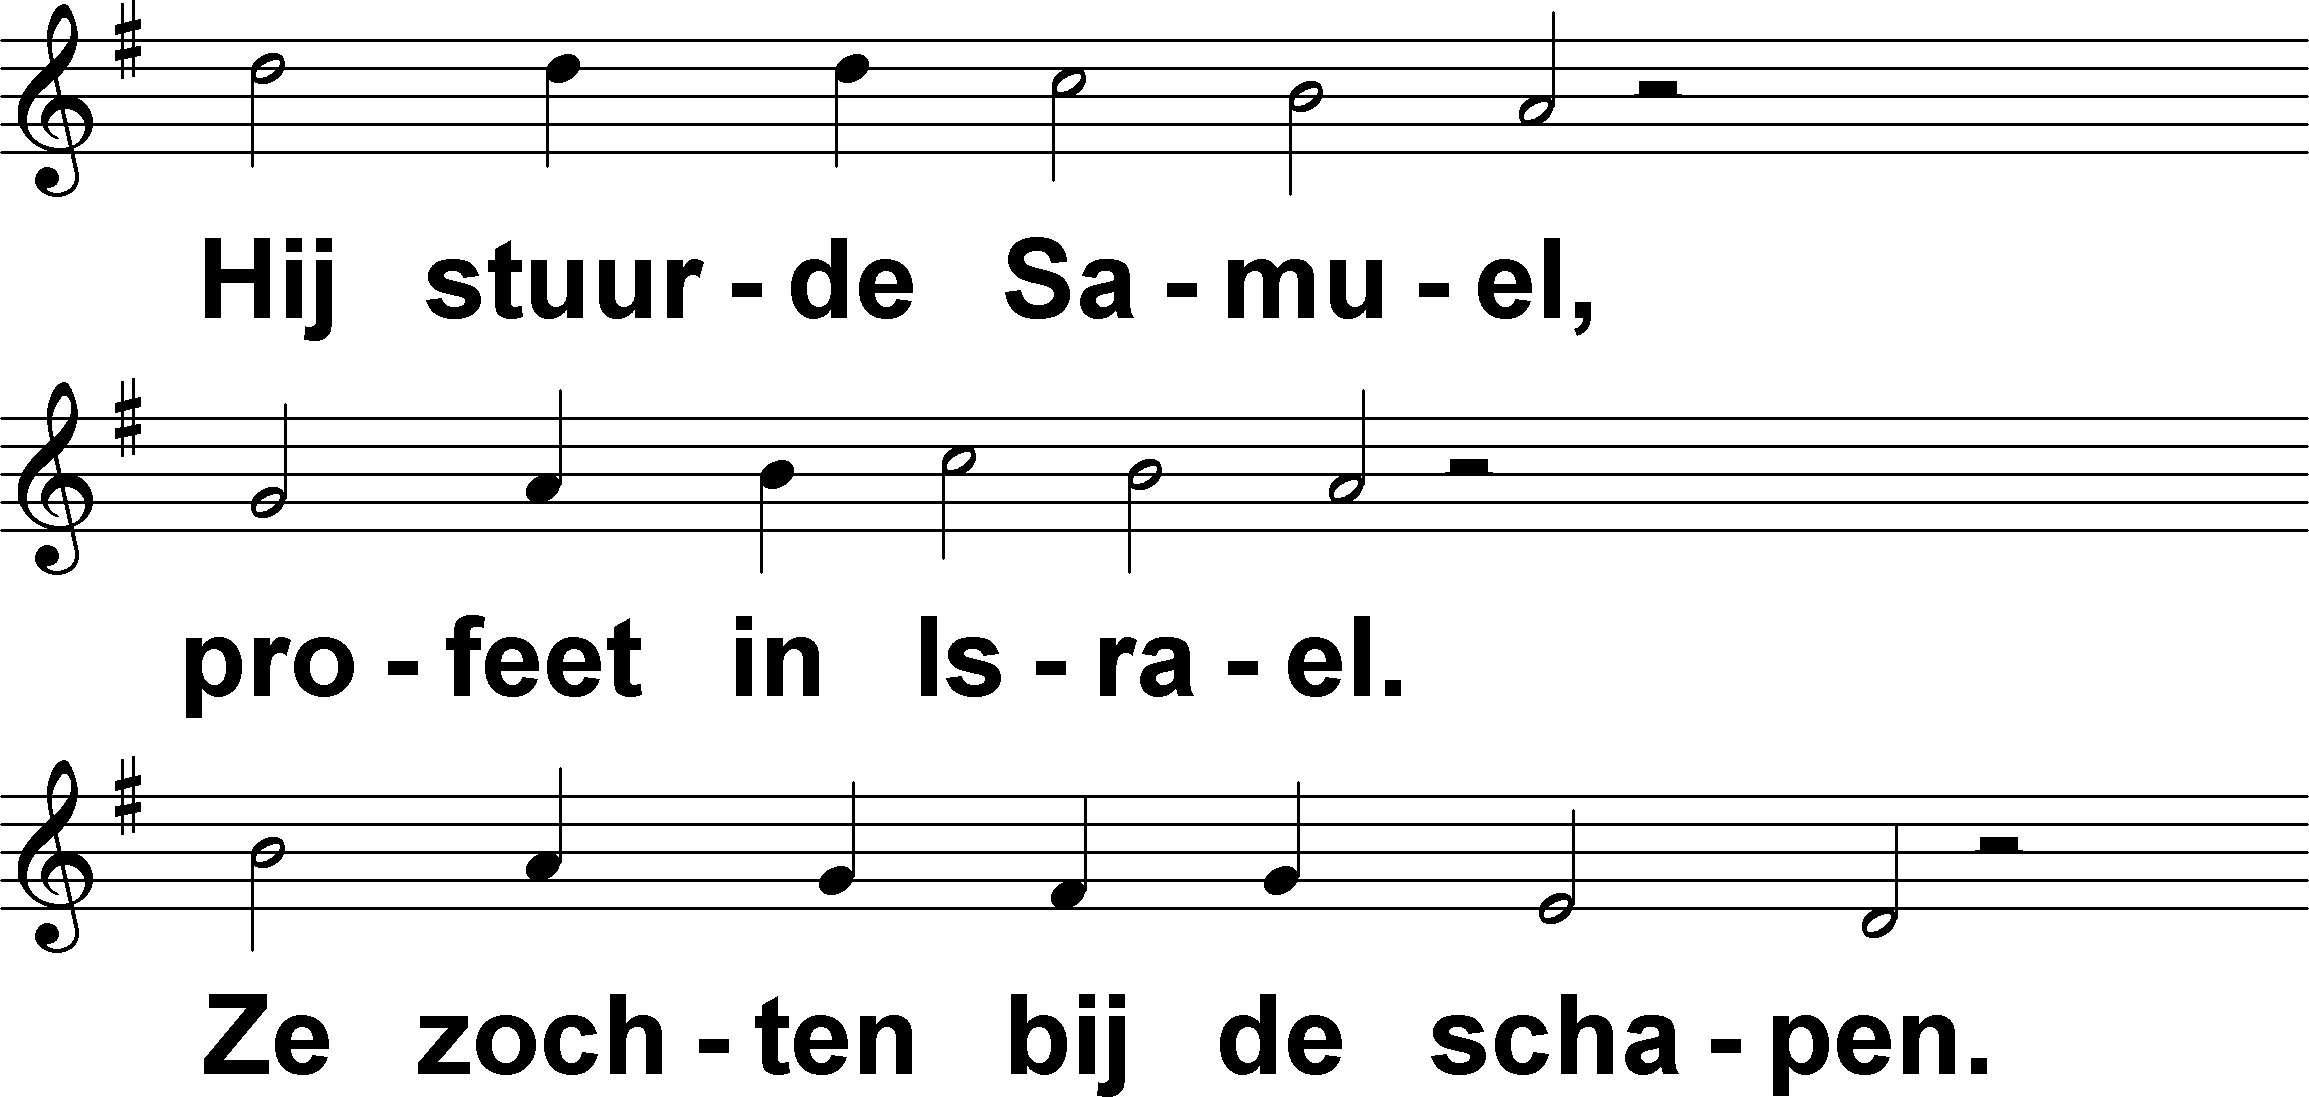 Hij stuur - de Sa - mu - el,
pro - feet in Is - ra - el.
Ze zoch - ten bij de scha - pen.